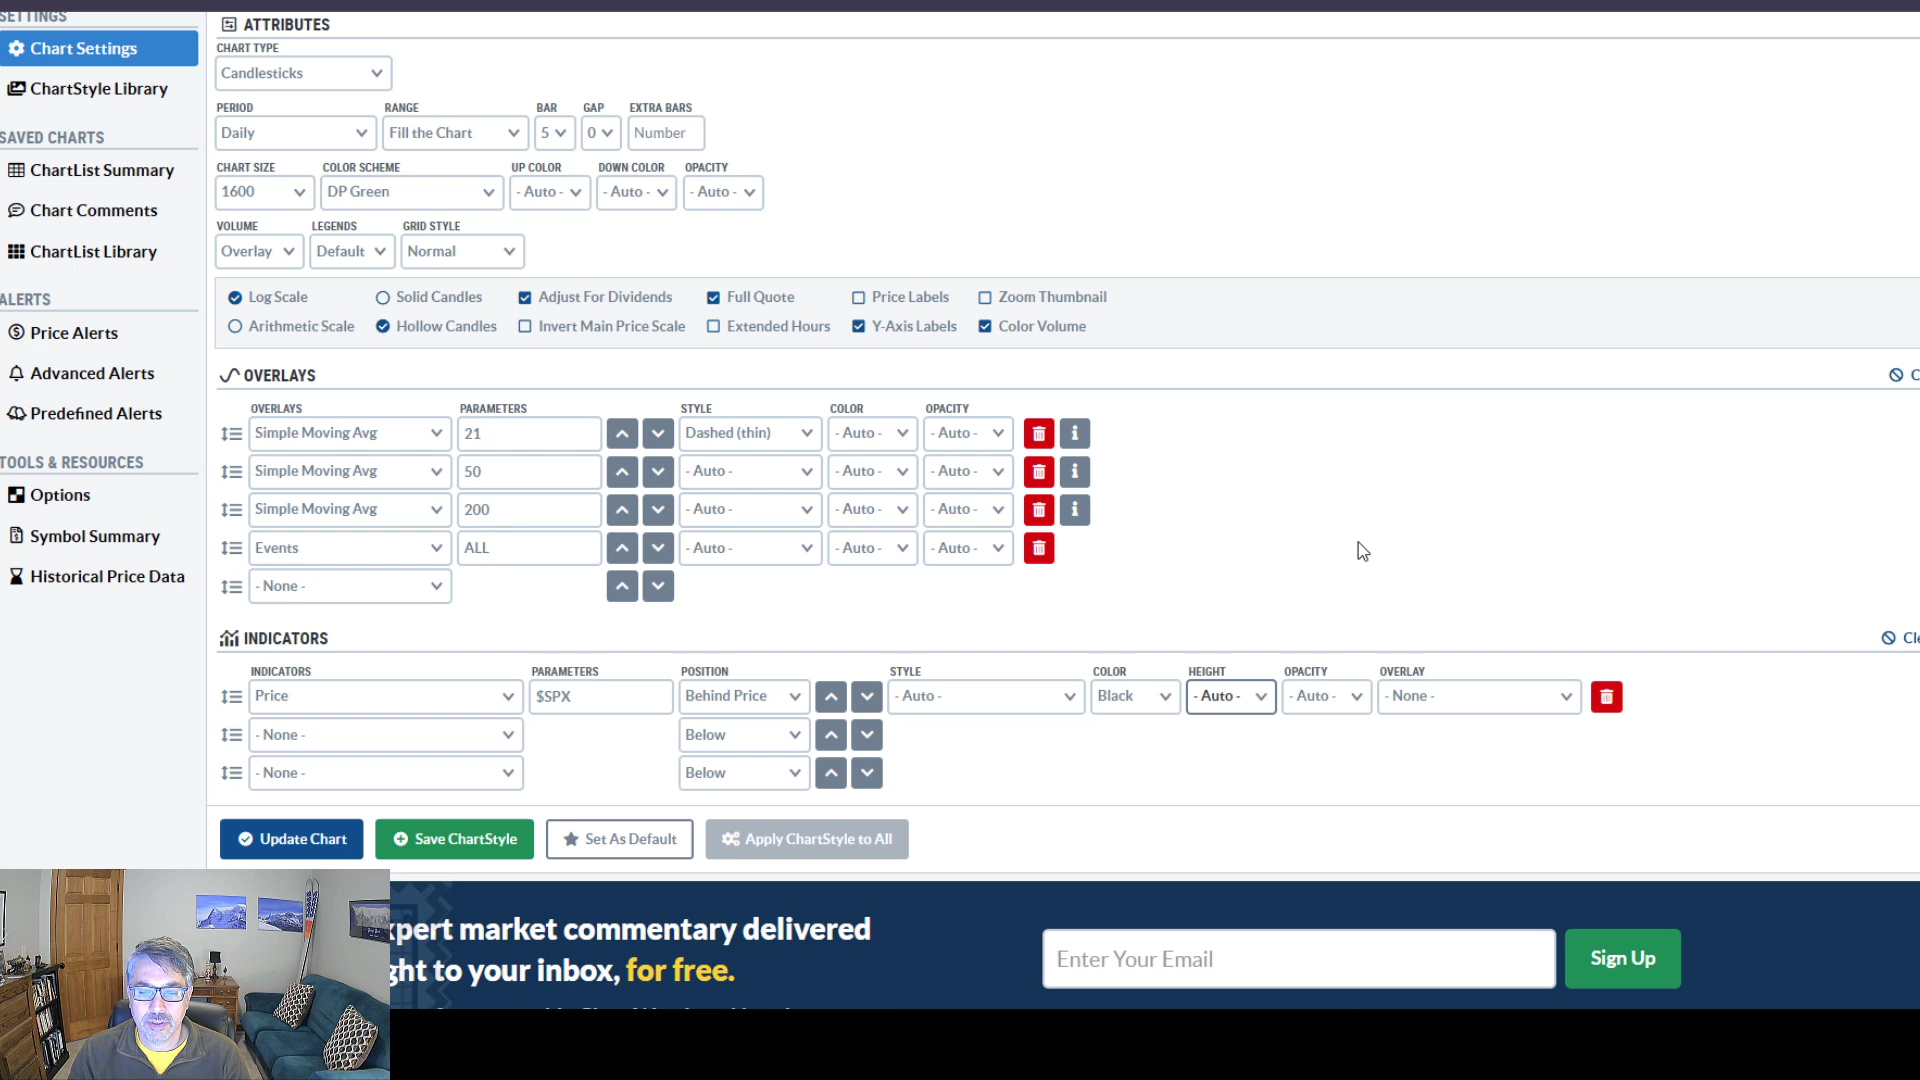 SETTINGS
Chart Settings
ChartStyle Library
SAVED CHARTS
ChartList Summary
Chart Comments
ChartList Library
ALERTS
Price Alerts
Advanced Alerts
Predefined Alerts
TOOLS & RESOURCES
Options
Symbol Summary
Historical Price Data
ATTRIBUTES
CHART TYPE
Candlesticks
PERIOD RANGE BAR GAP EXTRA BARS
Daily Fill the Chart 5 0 Number
CHART SIZE COLOR SCHEME UP COLOR DOWN COLOR OPACITY
1600 DP Green - Auto - - Auto - - Auto -
VOLUME LEGENDS GRID STYLE
Overlay Default Normal
Log Scale Solid Candles Adjust For Dividends Full Quote Price Labels Zoom Thumbnail
Arithmetic Scale Hollow Candles Invert Main Price Scale Extended Hours Y-Axis Labels Color Volume
OVERLAYS
OVERLAYS PARAMETERS STYLE COLOR OPACITY
Simple Moving Avg 21 Dashed (thin) - Auto - - Auto -
Simple Moving Avg 50 - Auto - - Auto - - Auto -
Simple Moving Avg 200 - Auto - - Auto - - Auto -
Events ALL - Auto - - Auto - - Auto -
- None -
INDICATORS
INDICATORS PARAMETERS POSITION STYLE COLOR HEIGHT OPACITY OVERLAY
Price $SPX Behind Price - Auto - Black - Auto - - Auto - - None -
- None - Below
- None - Below
Update Chart Save ChartStyle Set As Default Apply ChartStyle to All
xpert market commentary delivered
ght to your inbox, for free.
Enter Your Email Sign Up